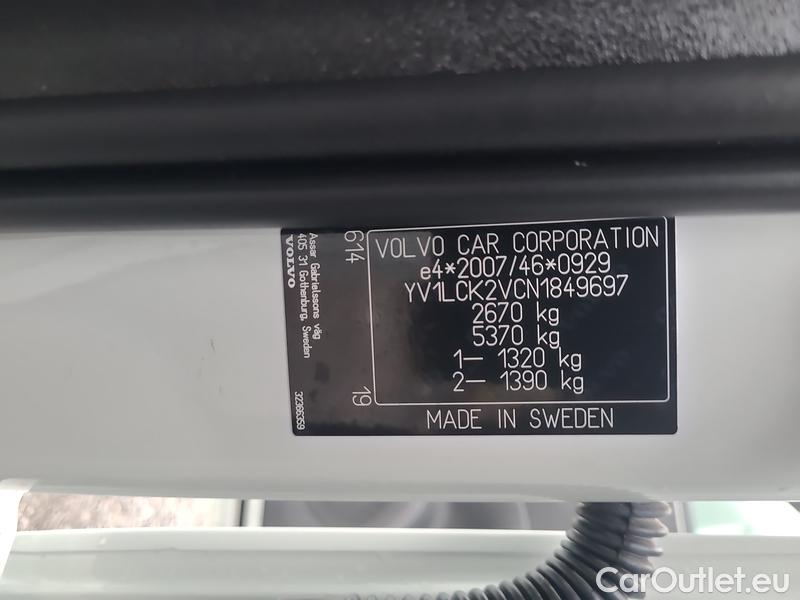 VOLVO CAR CORPORATION
e4*2007/46*0929
YV1LCK2VCN1849697
2670 kg
5370 kg
1– 1320 kg
2– 1390 kg
MADE IN SWEDEN
614
19
Assar Gabrielssons väg
405 31 Gothenburg, Sweden
VOLVO
32366359
CarOutlet.eu